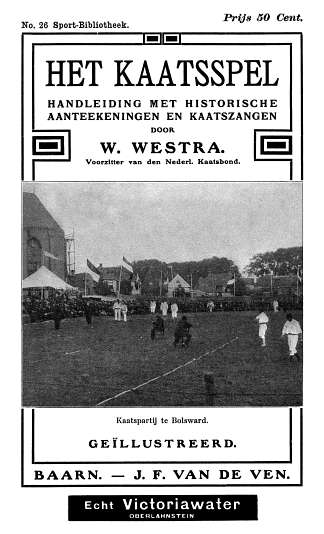 No. 26 Sport-Bibliotheek. Prijs 50 Cent.
HET KAATSSPEL
HANDLEIDING MET HISTORISCHE
AANTEEKENINGEN EN KAATSZANGEN
DOOR
W. WESTRA.
Voorzitter van den Nederl. Kaatsbond.
Kaatspartij te Bolsward.
GEÏLLUSTREERD.
BAARN. — J. F. VAN DE VEN.
Echt Victoriawater
OBERLAHNSTEIN